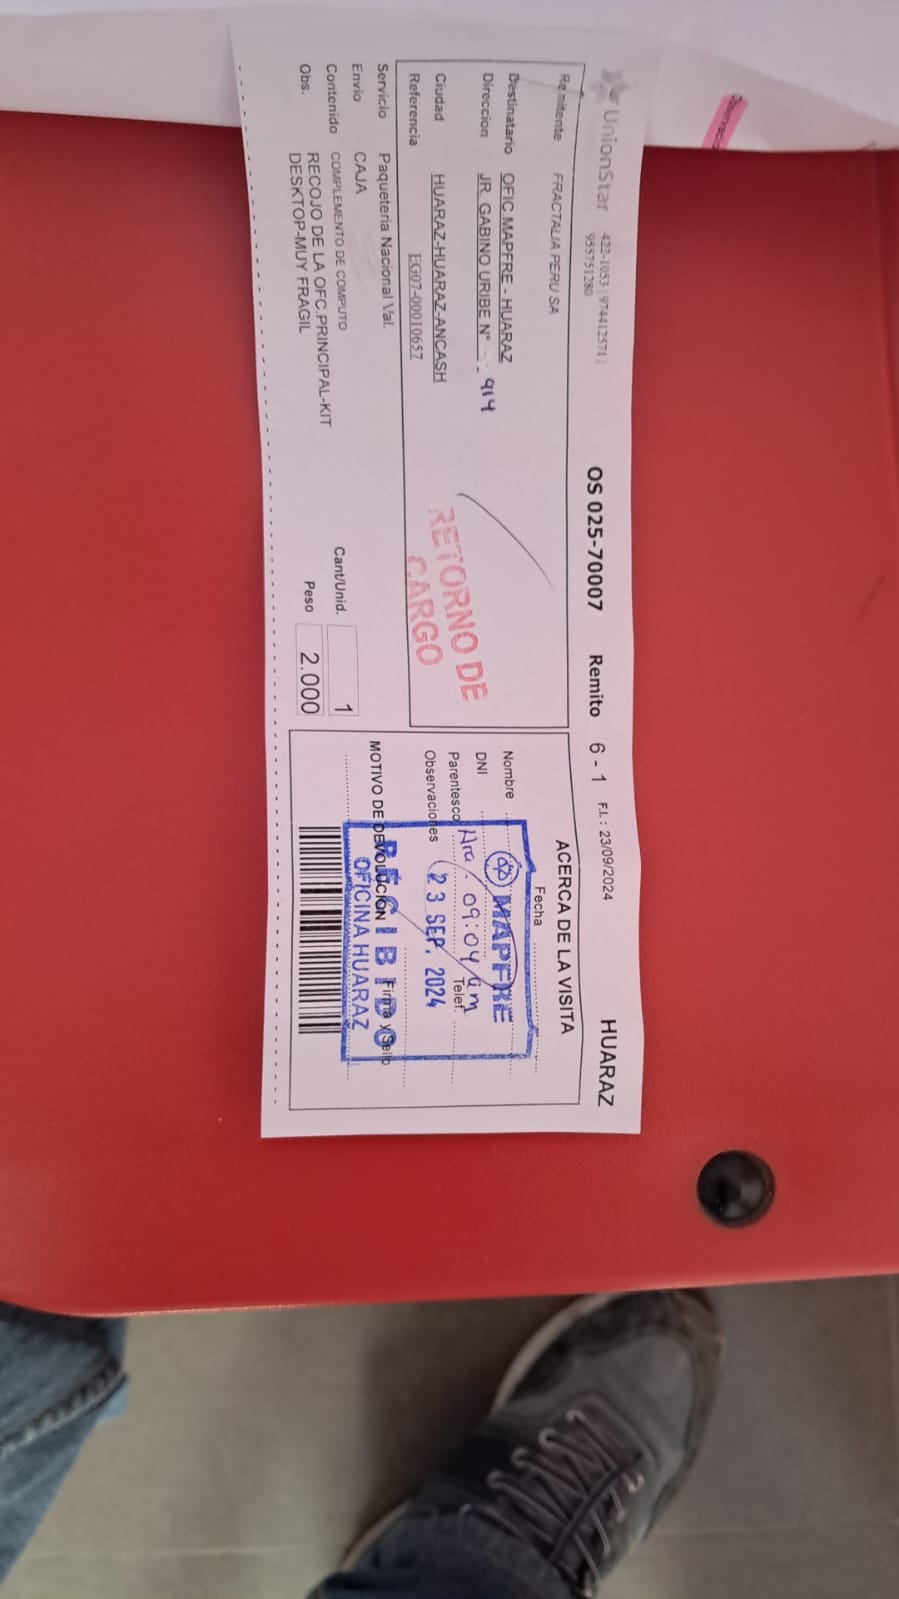 UnionStar 422-1053 | 974412571 |
955751280
OS 025-70007 Remito 6 - 1 F.I.: 23/09/2024 HUARAZ
Remitente FRACTALIA PERU SA
Destinatario OFIC MAPFRE - HUARAZ
Direccion JR. GABINO URIBE N° 914
Ciudad HUARAZ-HUARAZ-ANCASH
Referencia EG07-00010657
RETORNO DE
CARGO
Servicio Paqueteria Nacional Val.
Envio CAJA
Contenido COMPLEMENTO DE COMPUTO
Obs. RECOJO DE LA OFC.PRINCIPAL-KIT
DESKTOP-MUY FRAGIL
Cant/Unid. 1
Peso 2.000
ACERCA DE LA VISITA
Fecha
Nombre
DNI
Parentesco Telef.
Observaciones
MAPFRE
09:04 am
23 SEP. 2024
RECIBIDO
OFICINA HUARAZ
Firma y Sello
MOTIVO DE DEVOLUCION